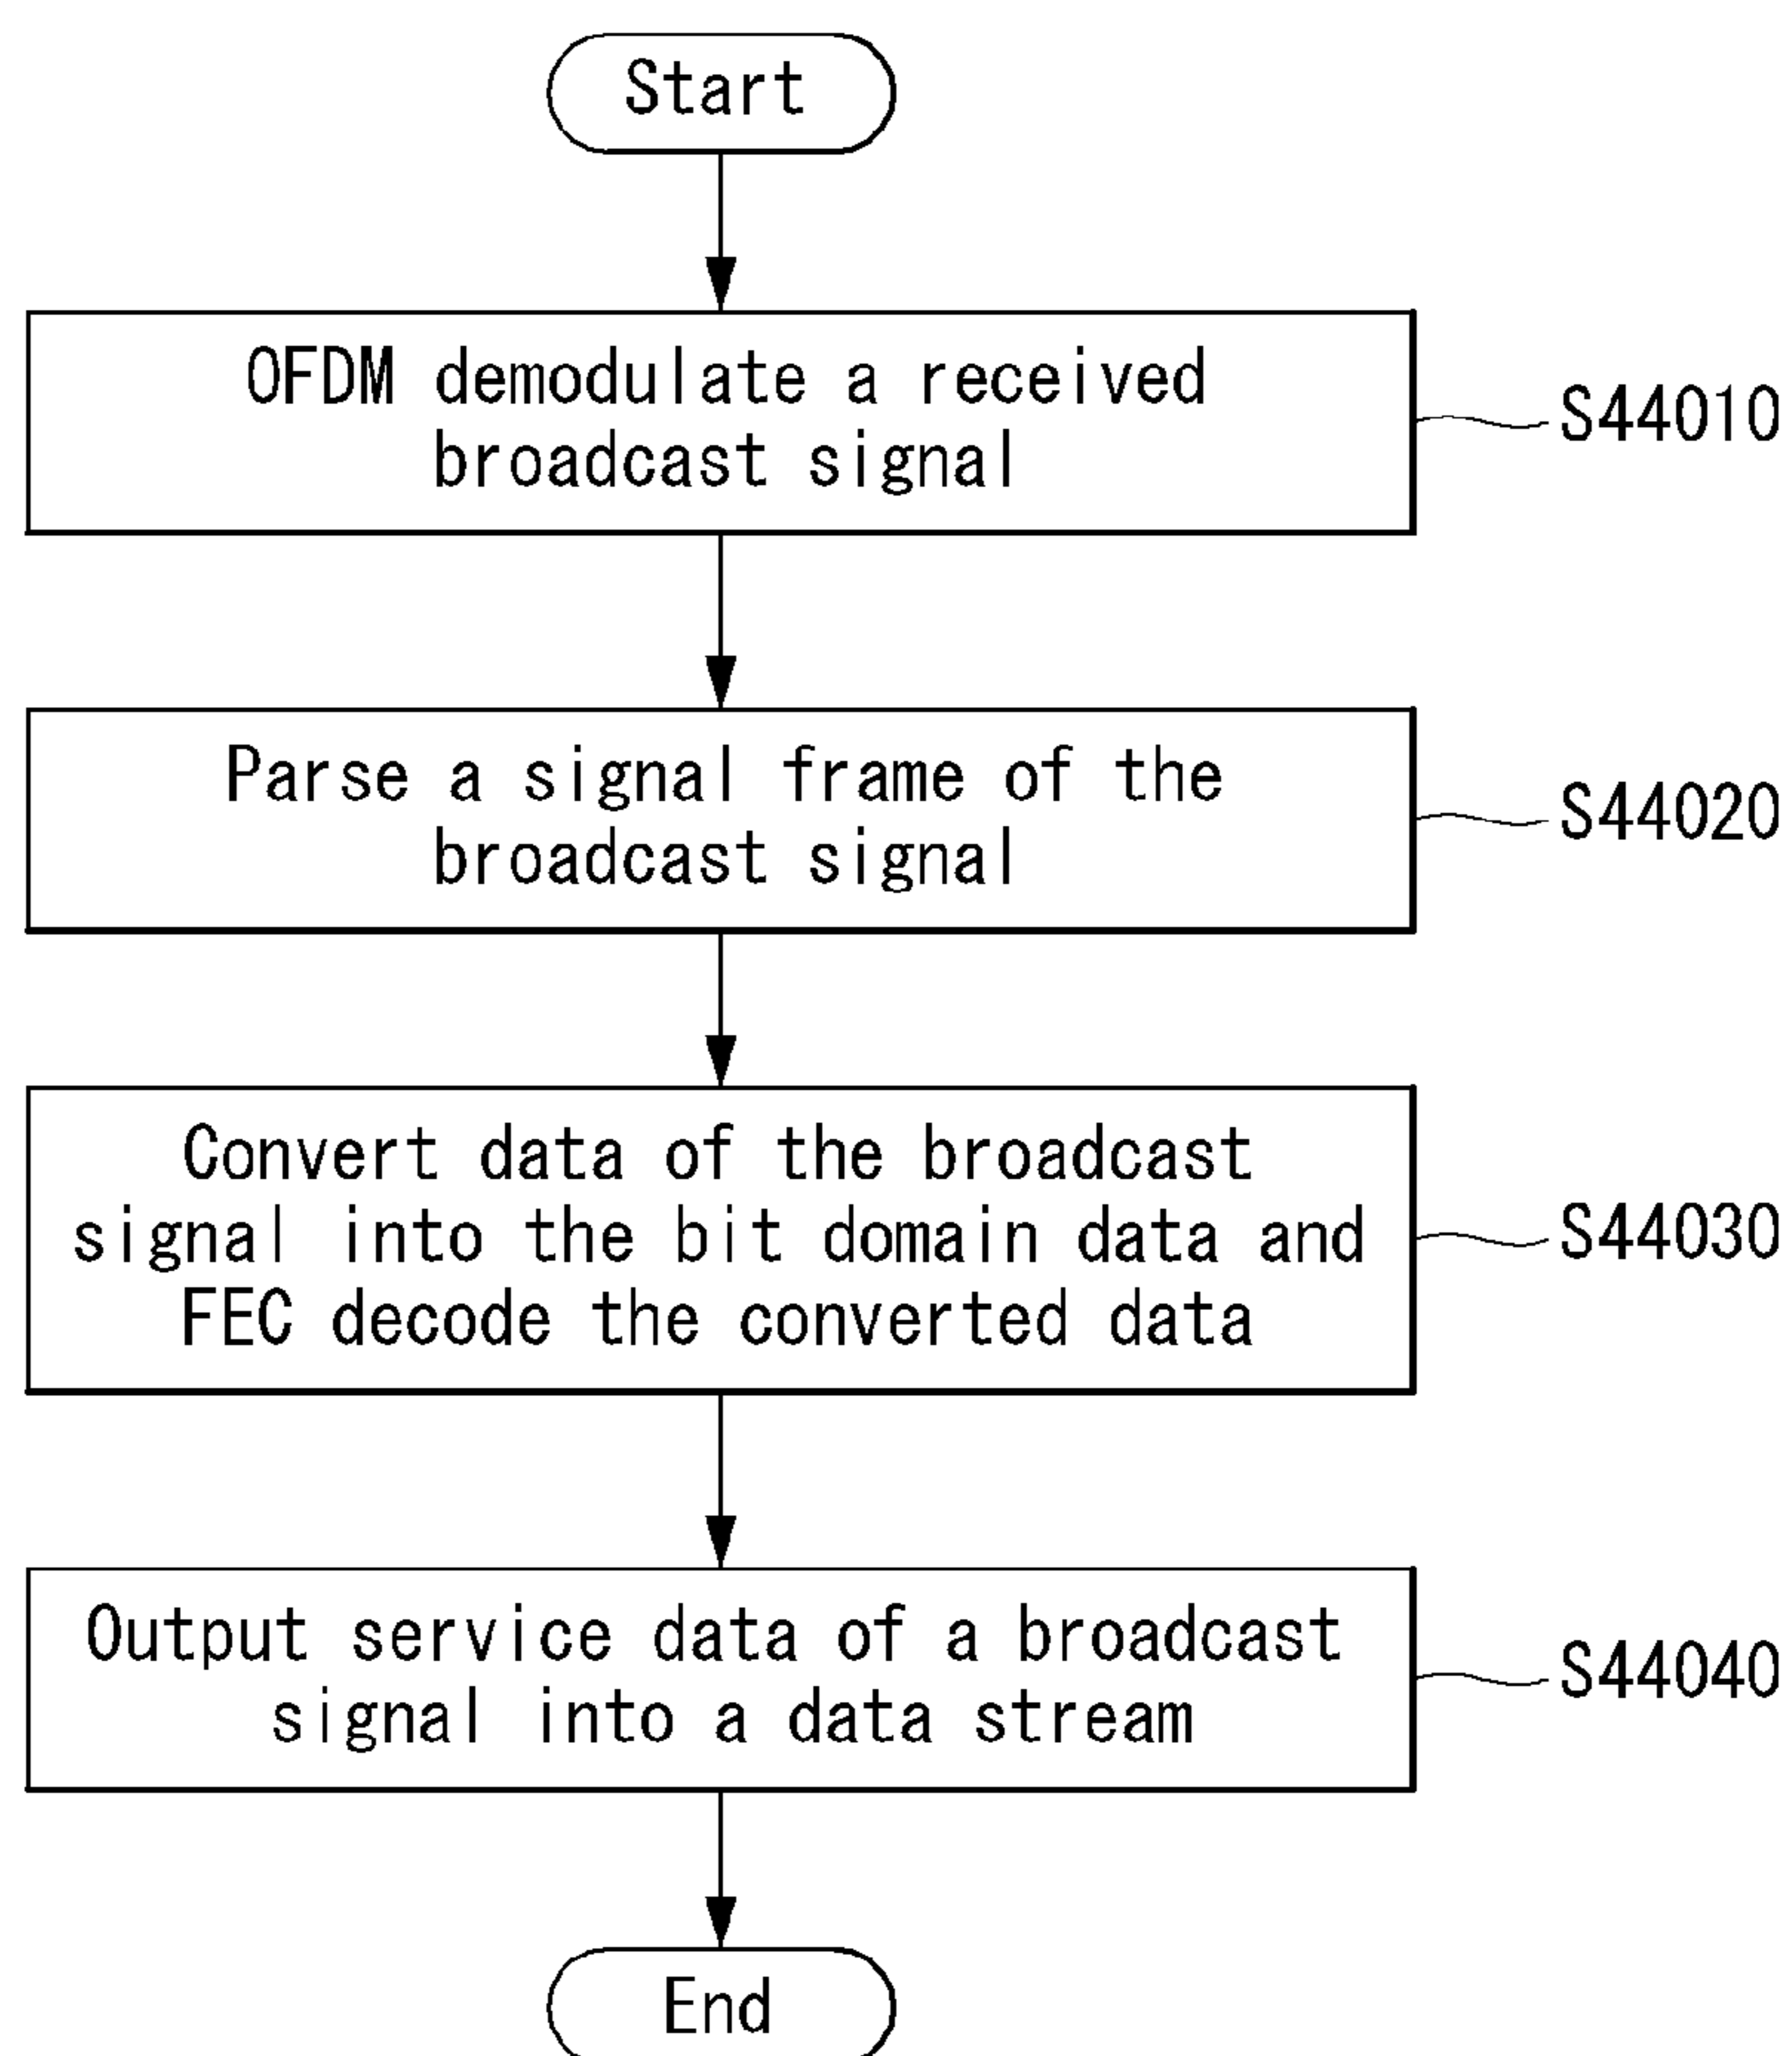 Start
OFDM demodulate a received
broadcast signal
S44010
Parse a signal frame of the
broadcast signal
S44020
Convert data of the broadcast
signal into the bit domain data and
FEC decode the converted data
S44030
Output service data of a broadcast
signal into a data stream
S44040
End